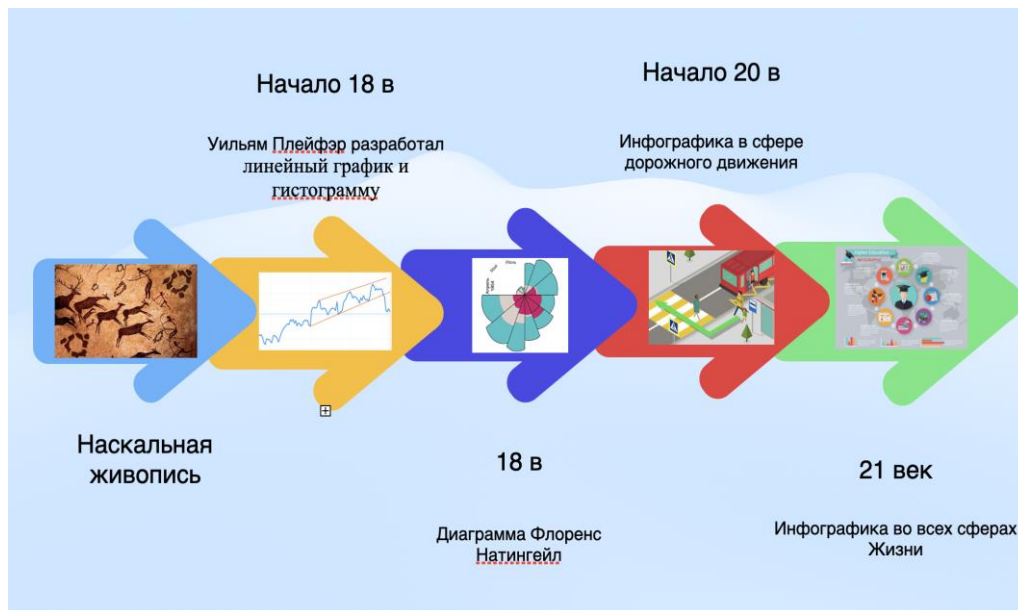 Начало 18 в
Уильям Плейфэр разработал
линейный график и
гистограмму
Начало 20 в
Инфографика в сфере
дорожного движения
Наскальная
живопись
18 в
Диаграмма Флоренс
Натингейл
21 век
Инфографика во всех сферах
Жизни